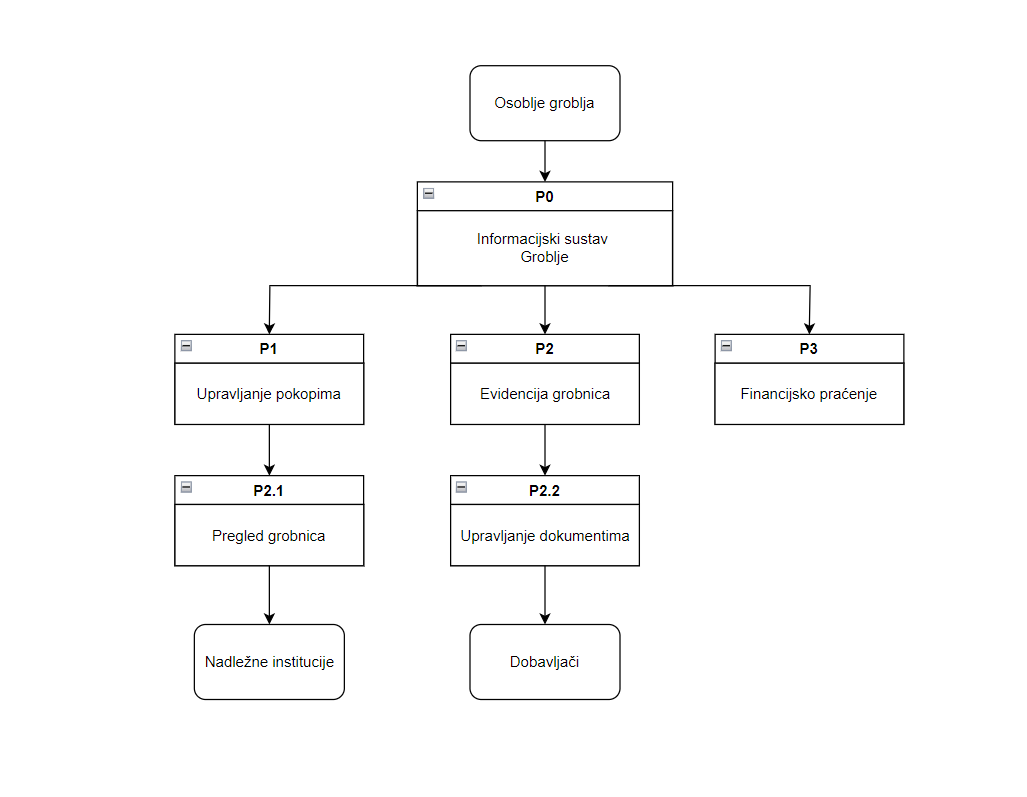 Osoblje groblja
P0
Informacijski sustav
Groblje
P1
P2
P3
Upravljanje pokopima
Evidencija grobnica
Financijsko praćenje
P2.1
P2.2
Pregled grobnica
Upravljanje dokumentima
Nadležne institucije
Dobavljači